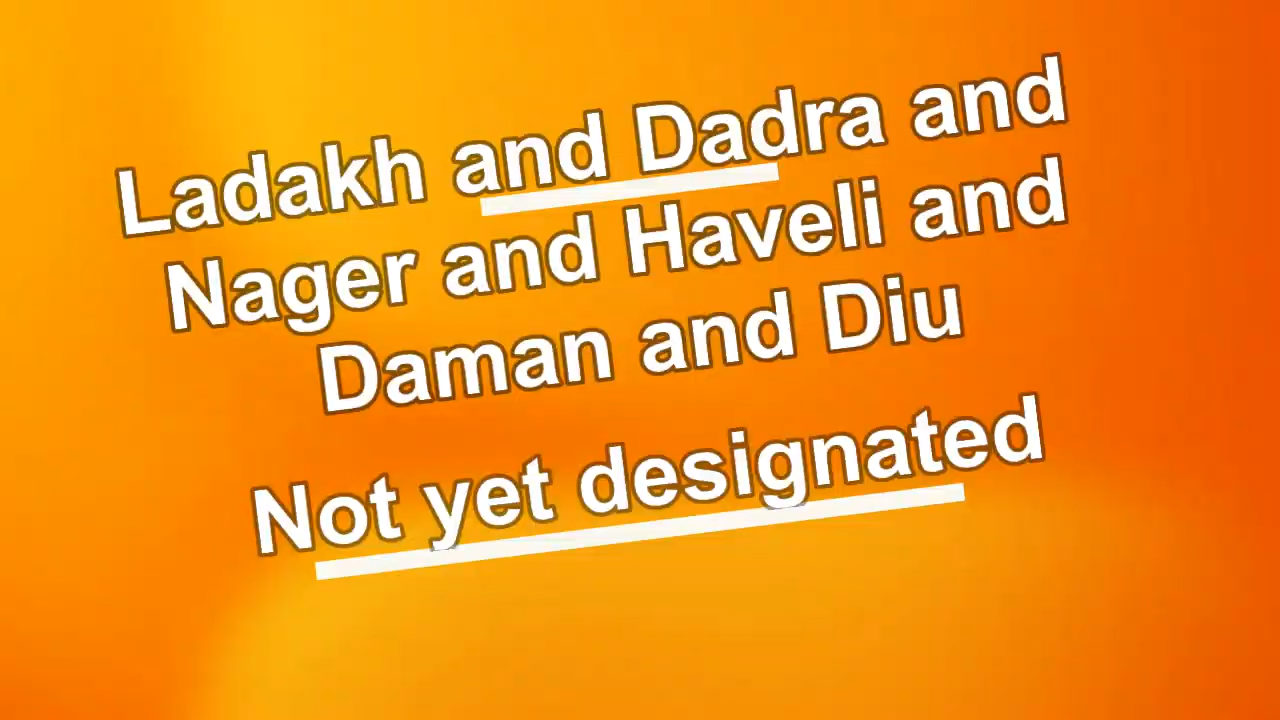 Ladakh and Dadra and
Nager and Haveli and
Daman and Diu
Not yet designated